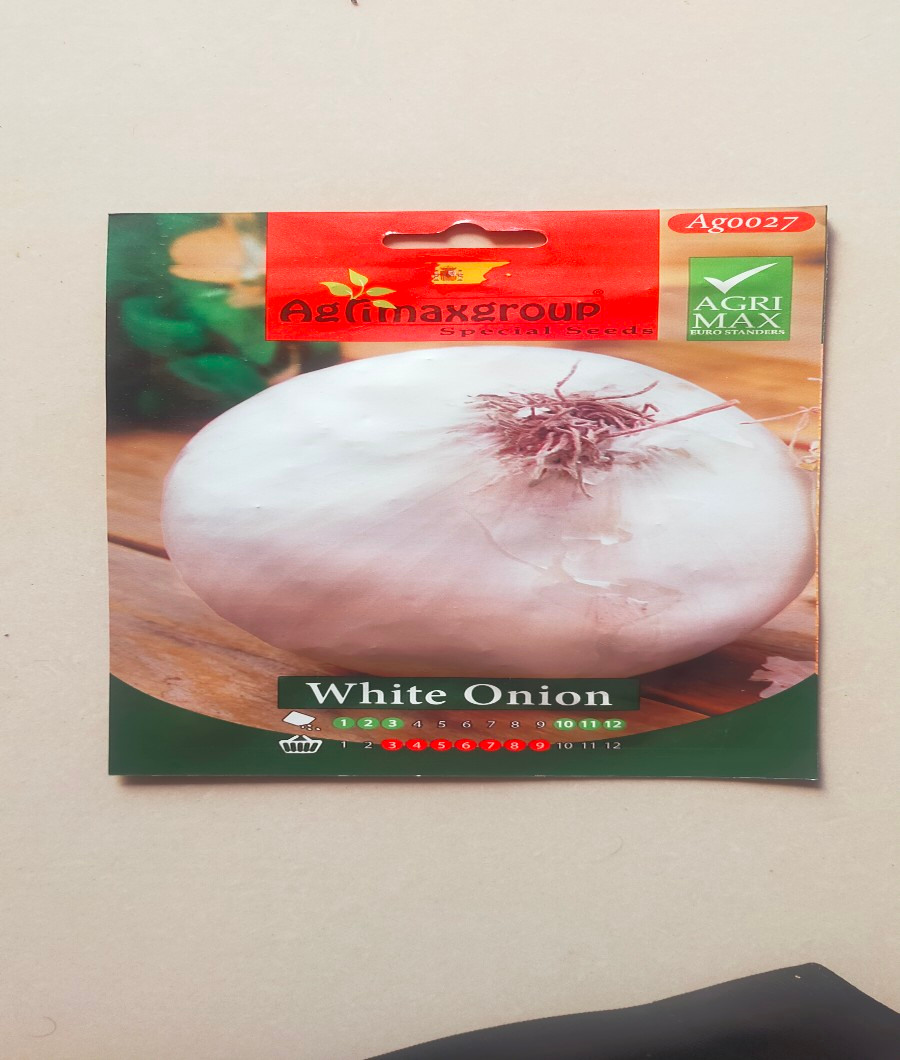 Ag0027
Agrimaxgroup
Special Seeds
AGRI
MAX
EURO STANDERS
White Onion
1 2 3 4 5 6 7 8 9 10 11 12
1 2 3 4 5 6 7 8 9 10 11 12